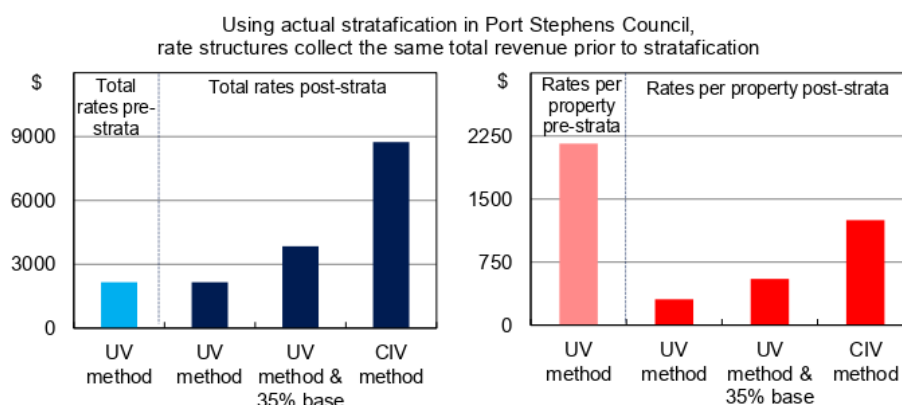 Using actual stratafication in Port Stephens Council,
rate structures collect the same total revenue prior to stratafication
$
Total
rates pre-
strata
Total rates post-strata
9000
6000
3000
0
UV
method
UV
method
UV
method &
35% base
CIV
method
$
Rates per
property
pre-strata
Rates per property post-strata
2250
1500
750
0
UV
method
UV
method
UV
method &
35% base
CIV
method